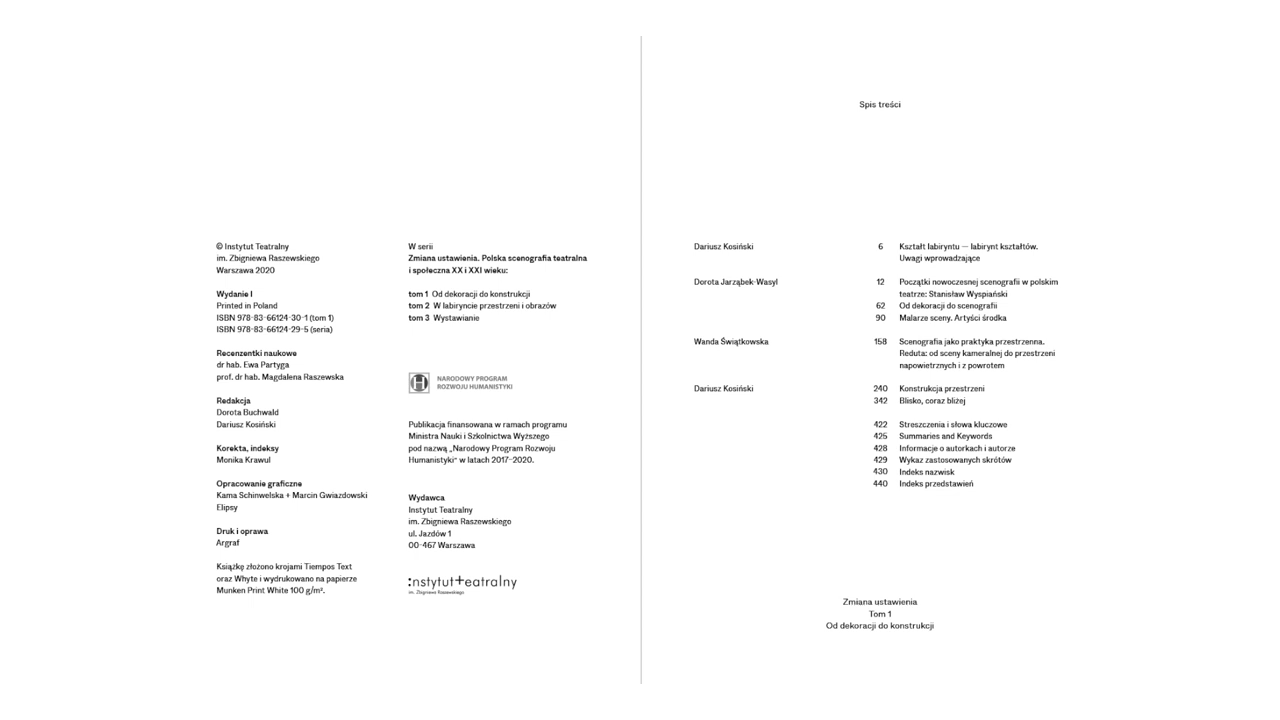 © Instytut Teatralny
im. Zbigniewa Raszewskiego
Warszawa 2020
Wydanie I
Printed in Poland
ISBN 978-83-66124-30-1 (tom 1)
ISBN 978-83-66124-29-5 (seria)
Recenzentki naukowe
dr hab. Ewa Partyga
prof. dr hab. Magdalena Raszewska
Redakcja
Dorota Buchwald
Dariusz Kosiński
Korekta, indeksy
Monika Krawul
Opracowanie graficzne
Kama Schinwelska + Marcin Gwiazdowski
Elipsy
Druk i oprawa
Argraf
Książkę złożono krojami Tiempos Text
oraz Whyte i wydrukowano na papierze
Munken Print White 100 g/m².
W serii
Zmiana ustawienia. Polska scenografia teatralna
i społeczna XX i XXI wieku:
tom 1 Od dekoracji do konstrukcji
tom 2 W labiryncie przestrzeni i obrazów
tom 3 Wystawianie
NARODOWY PROGRAM
ROZWOJU HUMANISTYKI
Publikacja finansowana w ramach programu
Ministra Nauki i Szkolnictwa Wyższego
pod nazwą „Narodowy Program Rozwoju
Humanistyki” w latach 2017–2020.
Wydawca
Instytut Teatralny
im. Zbigniewa Raszewskiego
ul. Jazdów 1
00-467 Warszawa
instytut teatralny
im. Zbigniewa Raszewskiego
Spis treści
Dariusz Kosiński 6 Kształt labiryntu — labirynt kształtów.
Uwagi wprowadzające
Dorota Jarząbek-Wasyl 12 Początki nowoczesnej scenografii w polskim
teatrze: Stanisław Wyspiański
62 Od dekoracji do scenografii
90 Malarze sceny. Artyści środka
Wanda Świątkowska 158 Scenografia jako praktyka przestrzenna.
Reduta: od sceny kameralnej do przestrzeni
napowietrznych i z powrotem
Dariusz Kosiński 240 Konstrukcja przestrzeni
342 Blisko, coraz bliżej
422 Streszczenia i słowa kluczowe
425 Summaries and Keywords
428 Informacje o autorkach i autorze
429 Wykaz zastosowanych skrótów
430 Indeks nazwisk
440 Indeks przedstawień
Zmiana ustawienia
Tom 1
Od dekoracji do konstrukcji